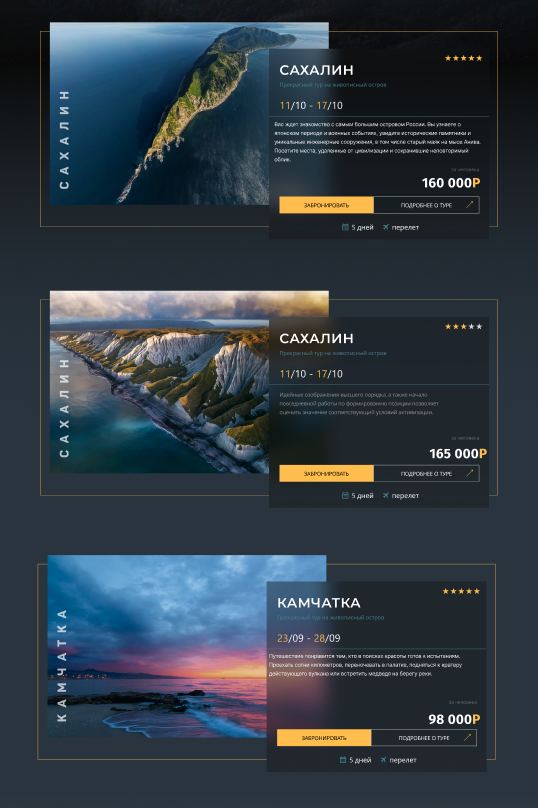 САХАЛИН
САХАЛИН
Прекрасный тур на живописный остров
11/10 - 17/10
Вас ждет знакомство с самым большим островом России. Вы узнаете о
японском периоде и военных событиях, увидите исторические памятники и
уникальные инженерные сооружения, в том числе старый маяк на мысе Анива.
Посетите места, удаленные от цивилизации и сохранившие неповторимый
облик.
за человека
160 000Р
ЗАБРОНИРОВАТЬ
ПОДРОБНЕЕ О ТУРЕ
5 дней
перелет
САХАЛИН
САХАЛИН
Прекрасный тур на живописный остров
11/10 - 17/10
Идейные соображения высшего порядка, а также начало
повседневной работы по формированию позиции позволяет
оценить значение соответствующий условий активизации.
за человека
165 000Р
ЗАБРОНИРОВАТЬ
ПОДРОБНЕЕ О ТУРЕ
5 дней
перелет
КАМЧАТКА
КАМЧАТКА
Прекрасный тур на живописный остров
23/09 - 28/09
Путешествие понравится тем, кто в поисках красоты готов к испытаниям.
Проехать сотни километров, переночевать в палатке, подняться к кратеру
действующего вулкана или встретить медведя на берегу реки.
за человека
98 000Р
ЗАБРОНИРОВАТЬ
ПОДРОБНЕЕ О ТУРЕ
5 дней
перелет